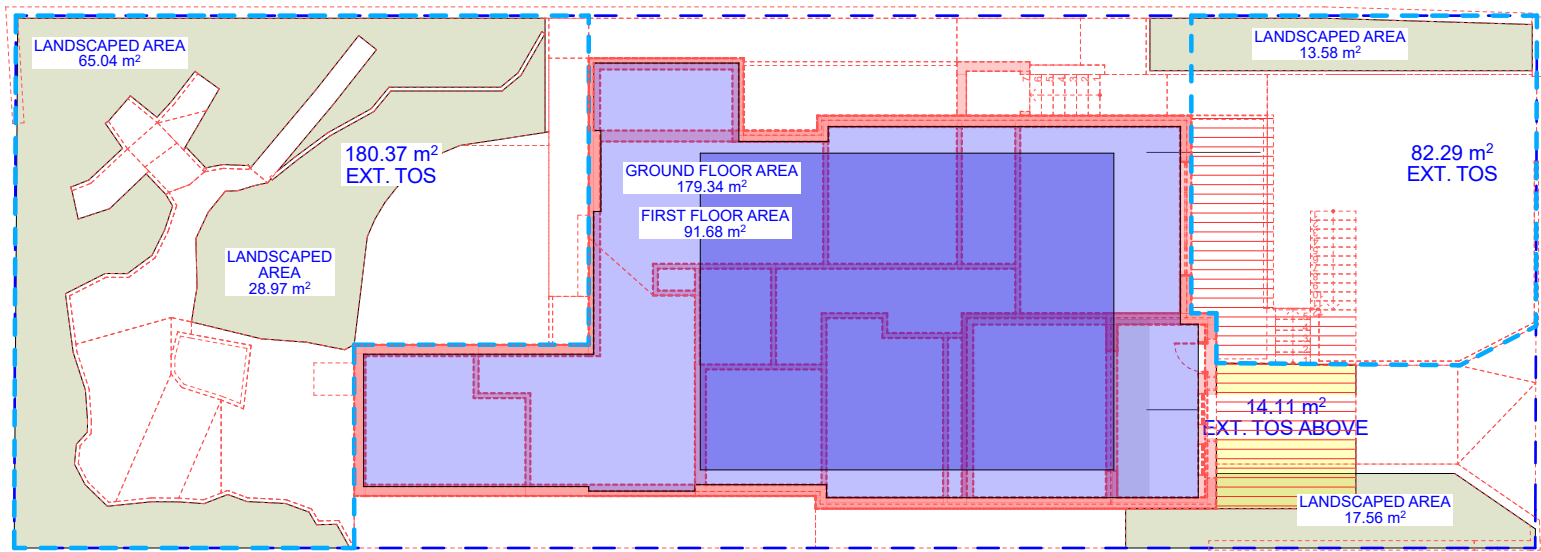 LANDSCAPED AREA
65.04 m²
LANDSCAPED AREA
13.58 m²
180.37 m²
EXT. TOS
GROUND FLOOR AREA
179.34 m²
82.29 m²
EXT. TOS
FIRST FLOOR AREA
91.68 m²
LANDSCAPED
AREA
28.97 m²
14.11 m²
EXT. TOS ABOVE
LANDSCAPED AREA
17.56 m²